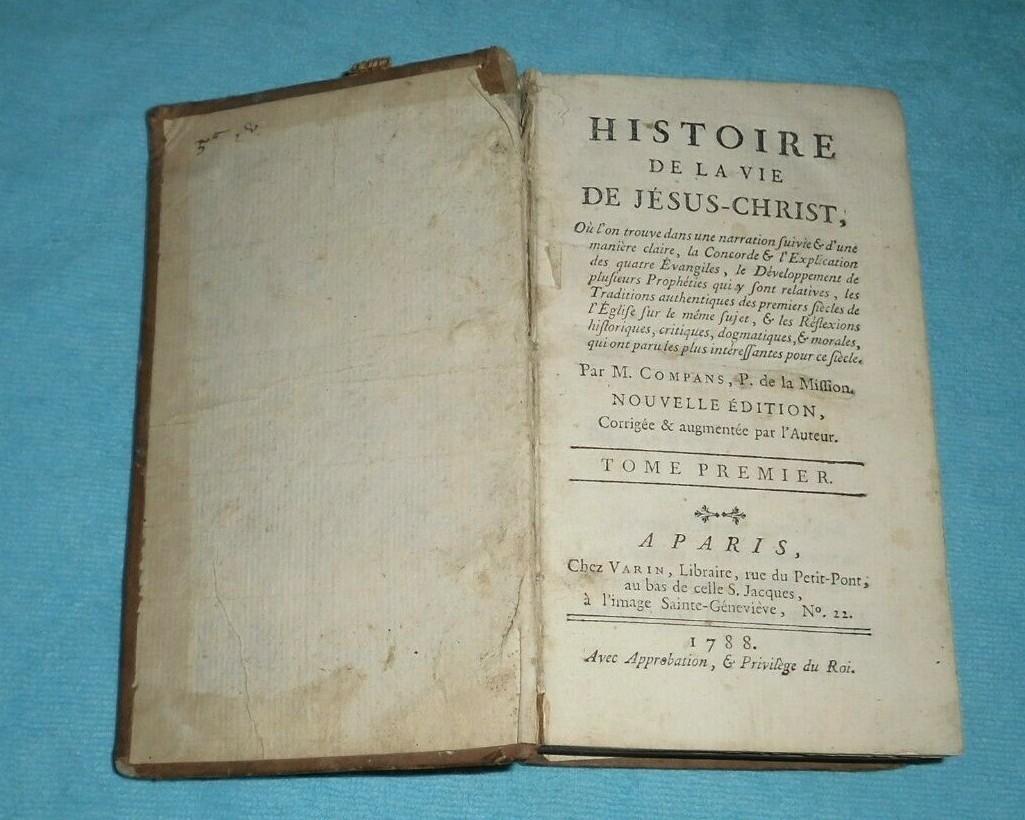 HISTOIRE
DE LA VIE
DE JÉSUS-CHRIST,
Où l'on trouve dans une narration ſuivie & d'une
manière claire, la Concorde & l'Explication
des quatre Évangiles, le Développement de
pluſieurs Prophéties qui y ſont relatives, les
Traditions authentiques des premiers ſiècles de
l'Égliſe ſur le même ſujet, & les Réflexions
hiſtoriques, critiques, dogmatiques, & morales,
qui ont paru les plus intéreſſantes pour ce ſiècle.
Par M. COMPANS, P. de la Miſſion.
NOUVELLE ÉDITION,
Corrigée & augmentée par l'Auteur.
TOME PREMIER.
A PARIS,
Chez VARIN, Libraire, rue du Petit-Pont,
au bas de celle S. Jacques,
à l'image Sainte-Géneviève, Nº. 22.
1788.
Avec Approbation, & Privilège du Roi.